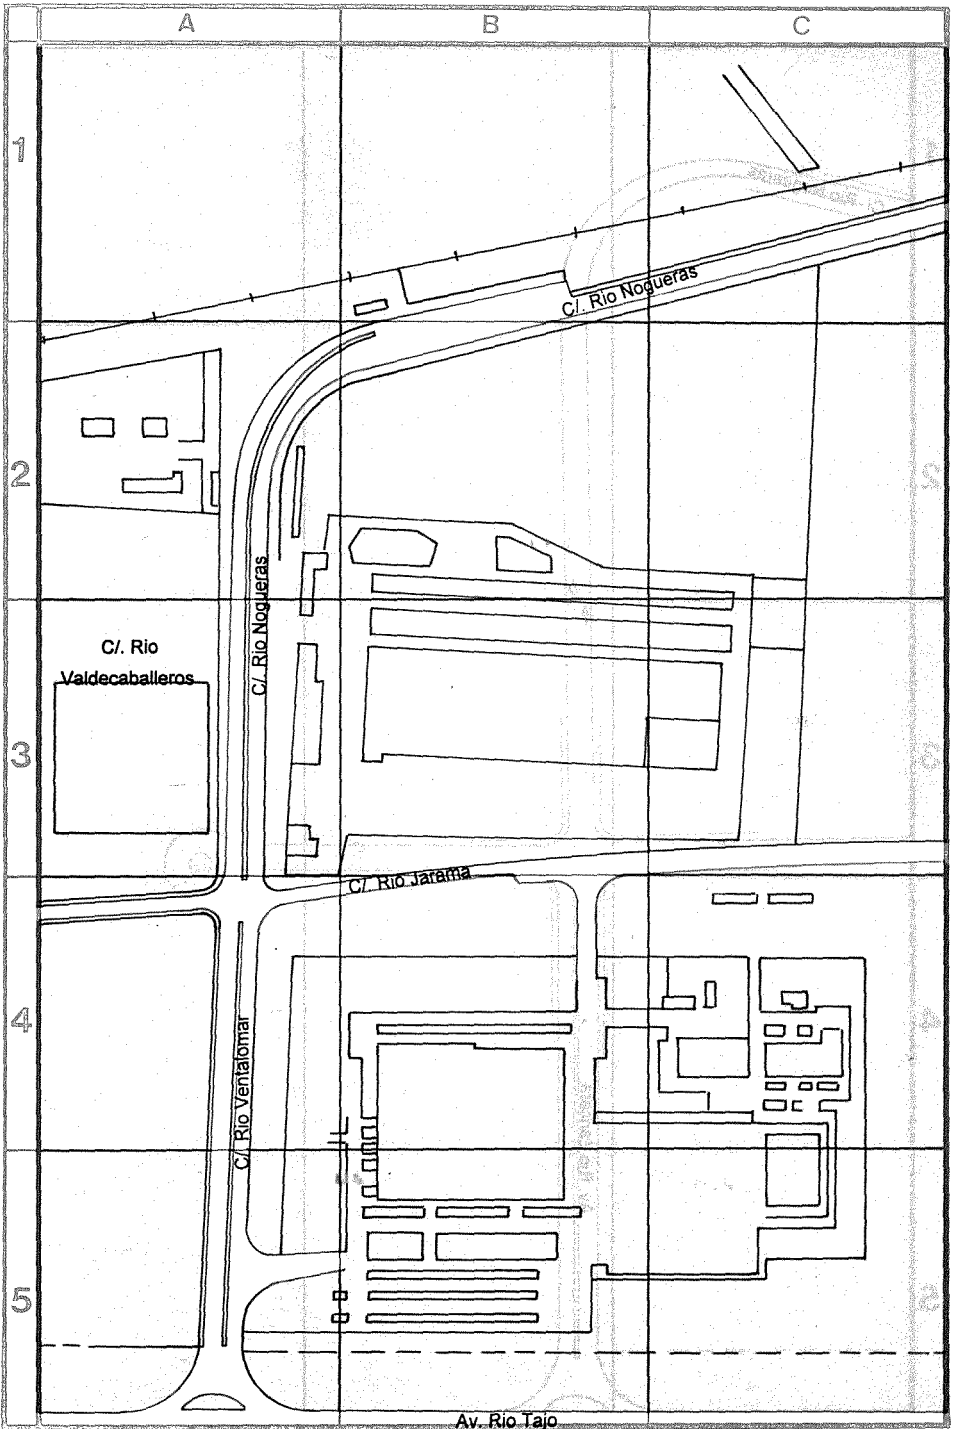 A
B
C
1
C/. Rio Nogueras
2
C/. Rio Nogueras
C/. Rio
Valdecaballeros
3
C/. Rio Jarama
4
C/. Rio Ventalomar
5
Av. Rio Tajo